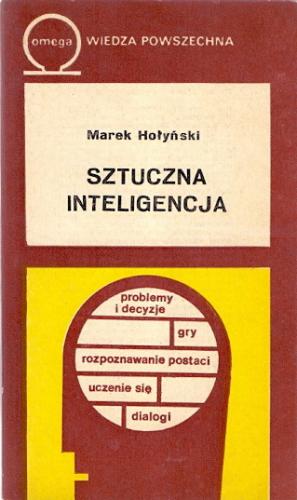 omega WIEDZA POWSZECHNA
Marek Hołyński
SZTUCZNA
INTELIGENCJA
problemy
i decyzje
gry
rozpoznawanie postaci
uczenie się
dialogi